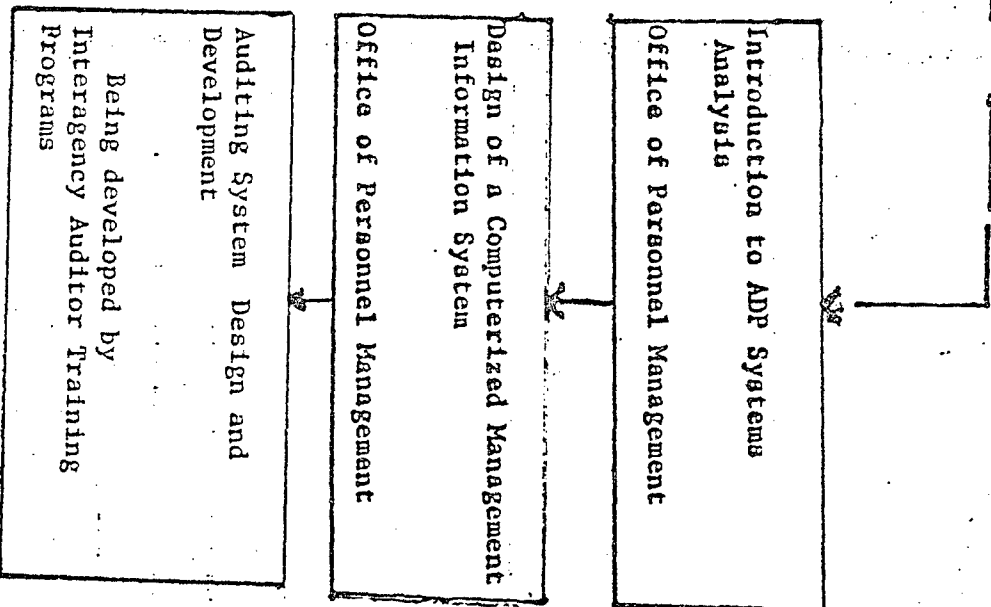 Introduction to ADP Systems
Analysis
Office of Personnel Management
Design of a Computerized Management
Information System
Office of Personnel Management
Auditing System Design and
Development
Being developed by
Interagency Auditor Training
Programs